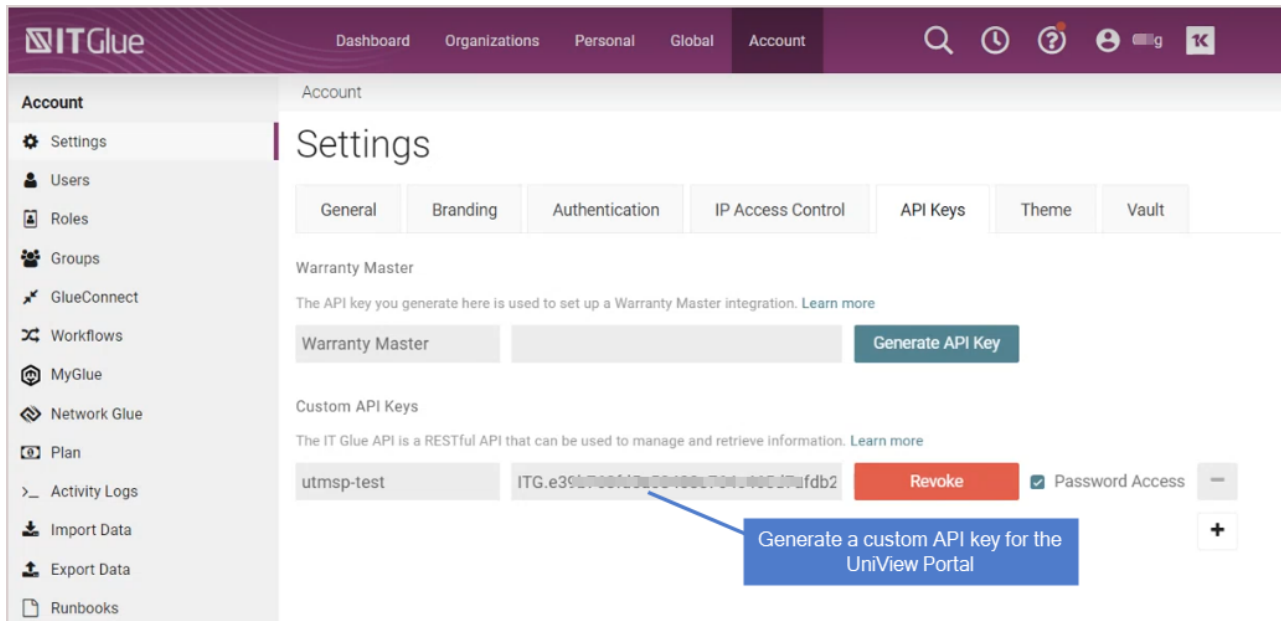 ITGlue
Dashboard Organizations Personal Global Account
Account
Settings
Users
Roles
Groups
GlueConnect
Workflows
MyGlue
Network Glue
Plan
>_ Activity Logs
Import Data
Export Data
Runbooks
Account
Settings
General Branding Authentication IP Access Control API Keys Theme Vault
Warranty Master
The API key you generate here is used to set up a Warranty Master integration. Learn more
Warranty Master Generate API Key
Custom API Keys
The IT Glue API is a RESTful API that can be used to manage and retrieve information. Learn more
utmsp-test Revoke Password Access
Generate a custom API key for the
UniView Portal